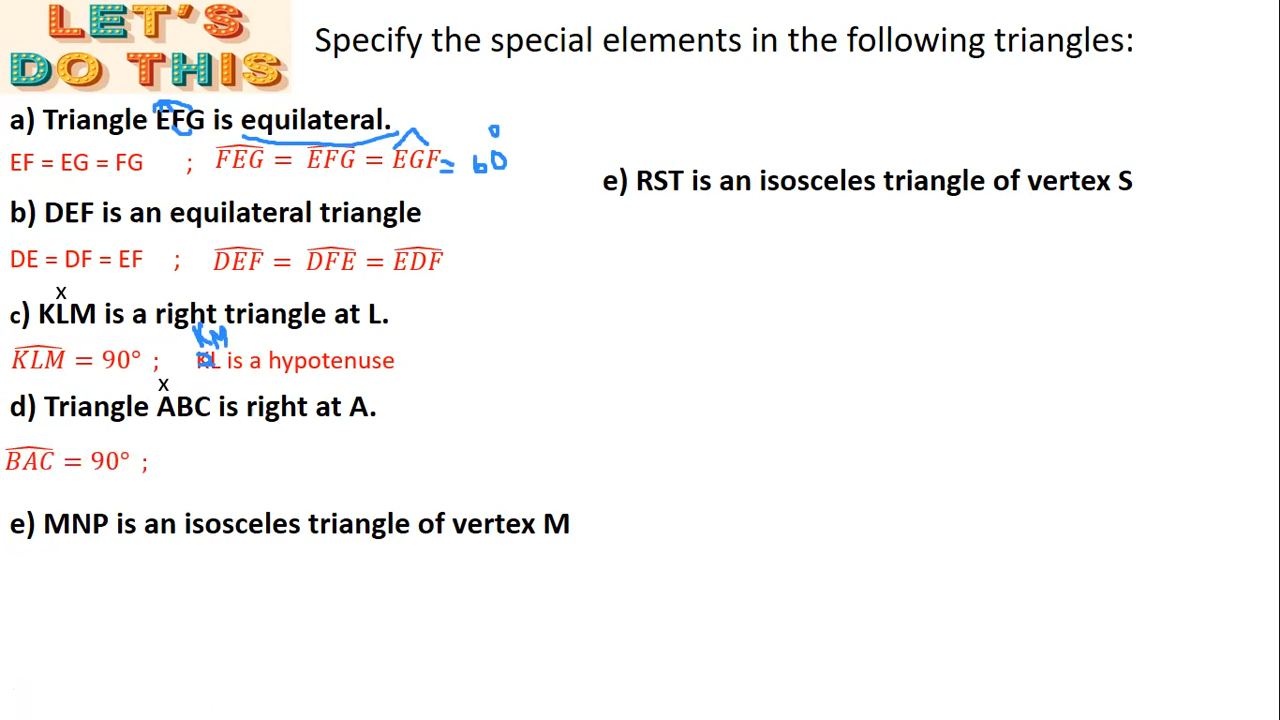 LET'S
DO THIS
Specify the special elements in the following triangles:
a) Triangle EFG is equilateral.
EF = EG = FG ; FEG = EFG = EGF = 60°
b) DEF is an equilateral triangle
DE = DF = EF ; DEF = DFE = EDF
x
c) KLM is a right triangle at L.
KM
KLM = 90° ; KL is a hypotenuse
x
d) Triangle ABC is right at A.
BAC = 90° ;
e) MNP is an isosceles triangle of vertex M
e) RST is an isosceles triangle of vertex S